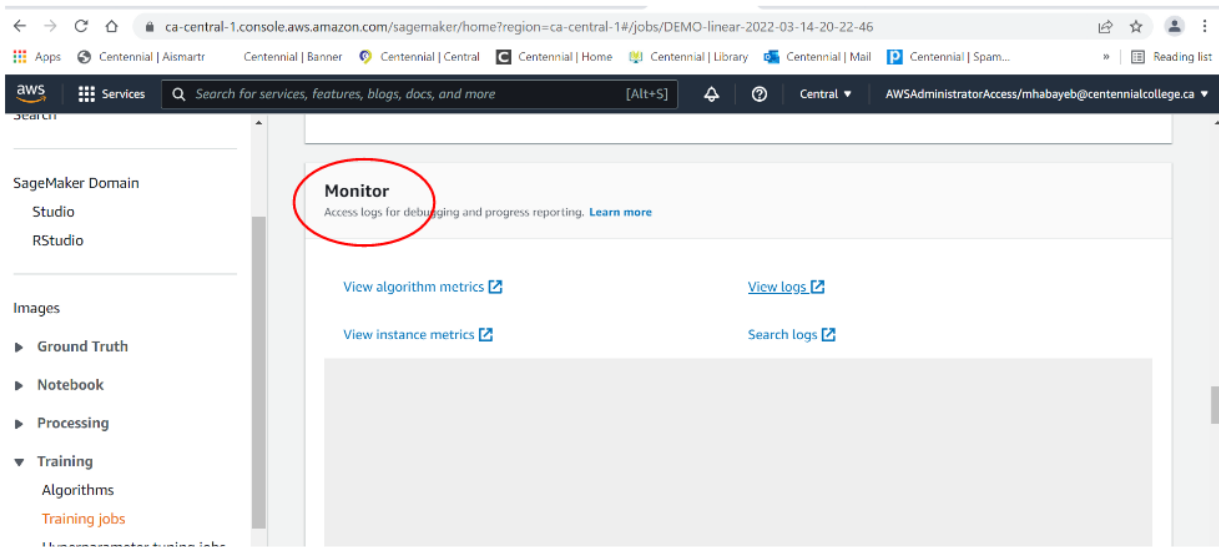 ca-central-1.console.aws.amazon.com/sagemaker/home?region=ca-central-1#/jobs/DEMO-linear-2022-03-14-20-22-46
Apps Centennial | Aismartr Centennial | Banner Centennial | Central Centennial | Home Centennial | Library Centennial | Mail Centennial | Spam... » Reading list
aws Services Search for services, features, blogs, docs, and more [Alt+S] Central ▼ AWSAdministratorAccess/mhabayeb@centennialcollege.ca ▼
Search
SageMaker Domain
Studio
RStudio
Images
Ground Truth
Notebook
Processing
Training
Algorithms
Training jobs
Hyperparameter tuning jobs
Monitor
Access logs for debugging and progress reporting. Learn more
View algorithm metrics
View logs
View instance metrics
Search logs